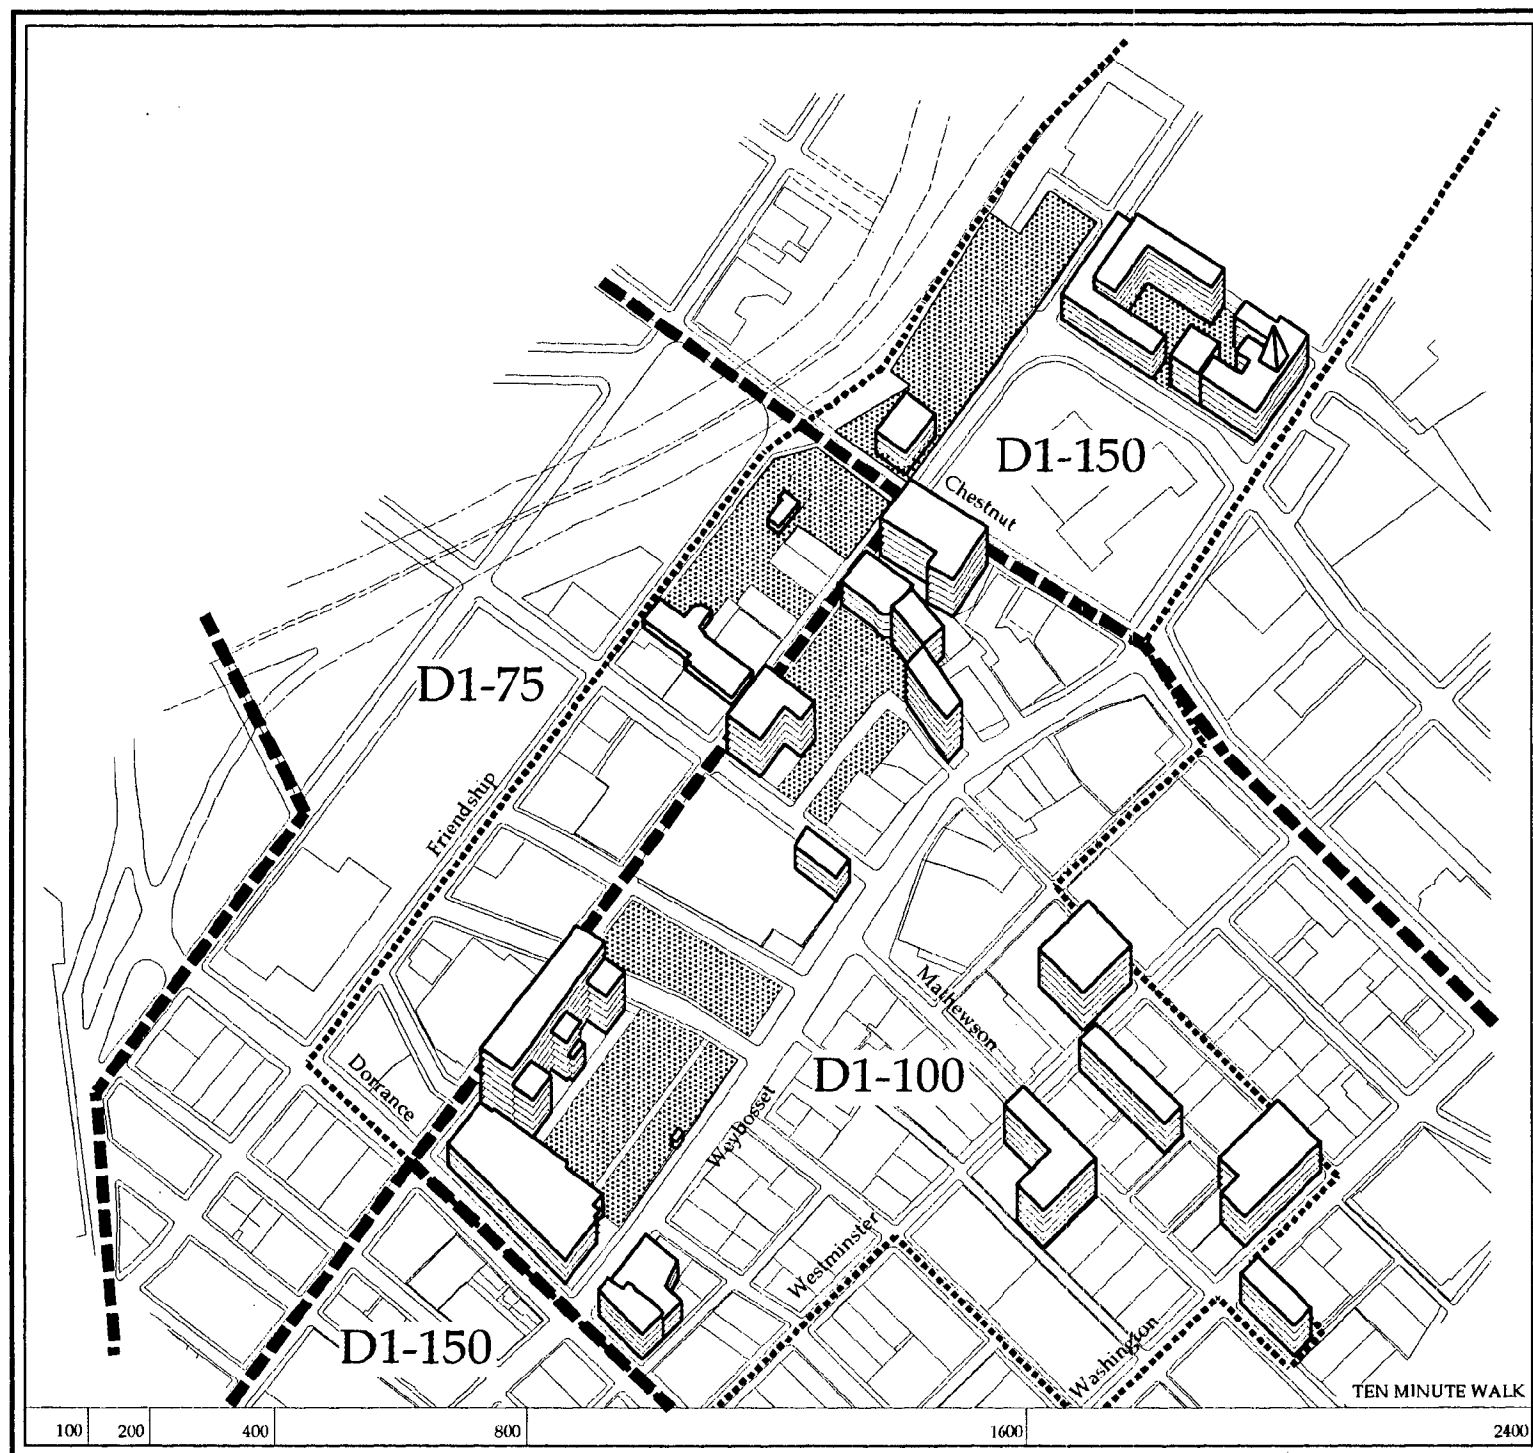 D1-150
Chestnut
D1-75
Friendship
Mathewson
Dorrance
D1-100
Weybosset
Westminster
D1-150
Washington
TEN MINUTE WALK
100 200 400 800 1600 2400